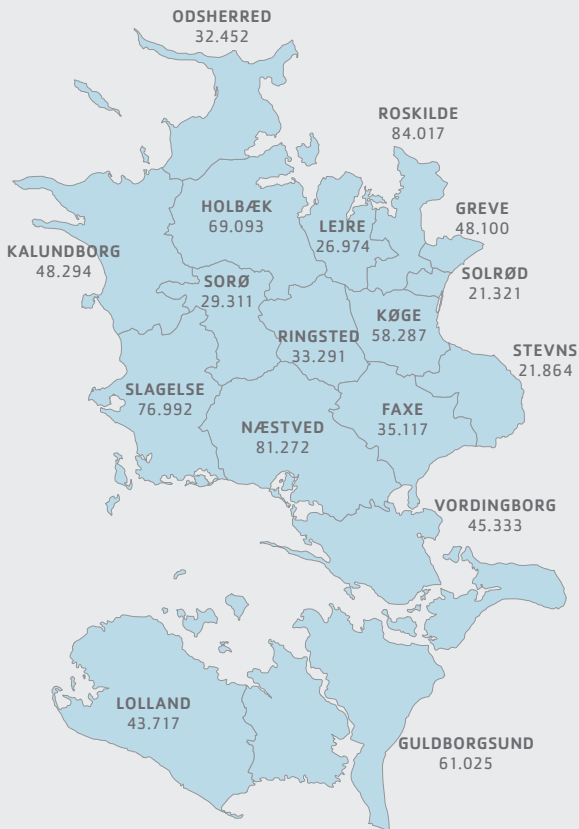 ODSHERRED
32.452
ROSKILDE
84.017
HOLBÆK
69.093
LEJRE
26.974
GREVE
48.100
KALUNDBORG
48.294
SORØ
29.311
SOLRØD
21.321
KØGE
58.287
RINGSTED
33.291
STEVNS
21.864
SLAGELSE
76.992
NÆSTVED
81.272
FAXE
35.117
VORDINGBORG
45.333
LOLLAND
43.717
GULDBORGSUND
61.025